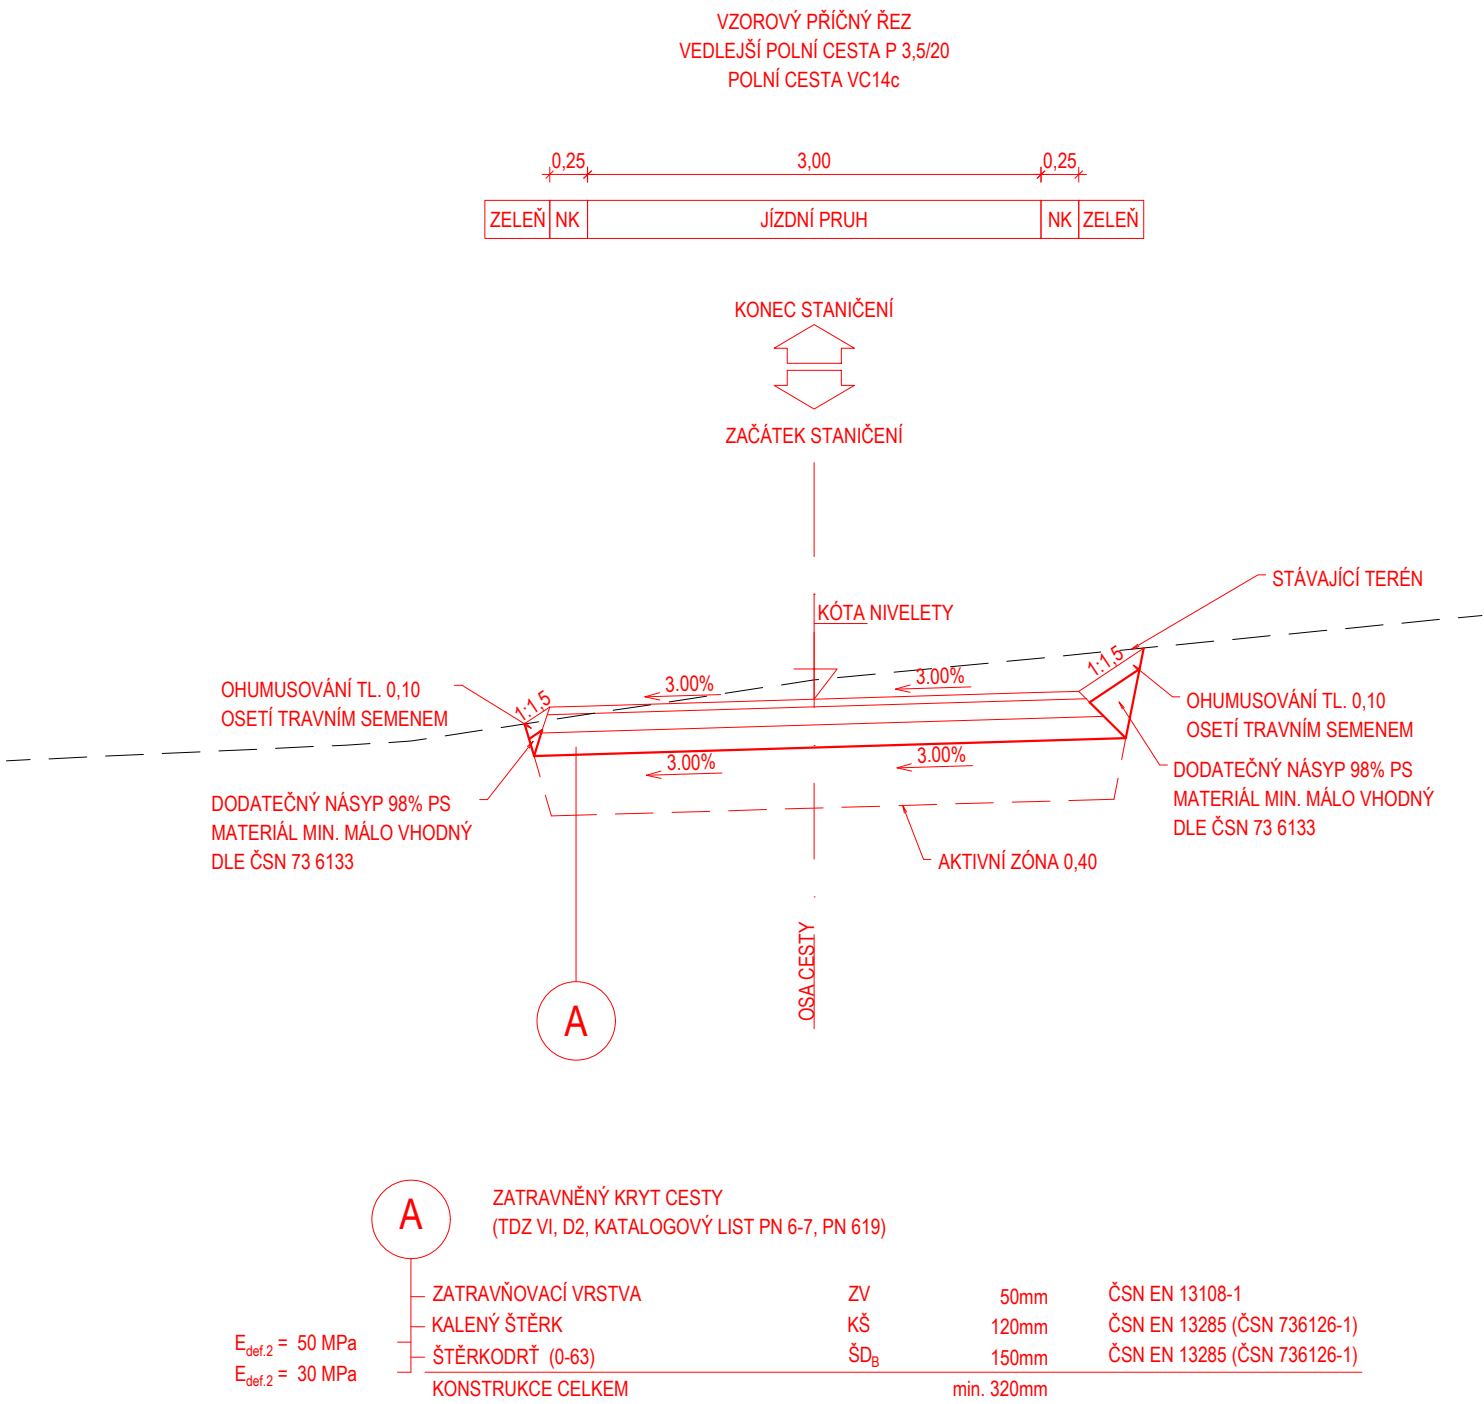 VZOROVÝ PŘÍČNÝ ŘEZ
VEDLEJŠÍ POLNÍ CESTA P 3,5/20
POLNÍ CESTA VC14c
0,25 3,00 0,25
ZELEŇ NK JÍZDNÍ PRUH NK ZELEŇ
KONEC STANIČENÍ
ZAČÁTEK STANIČENÍ
STÁVAJÍCÍ TERÉN
KÓTA NIVELETY
1:1,5
3.00%
3.00%
1:1,5
OHUMUSOVÁNÍ TL. 0,10
OSETÍ TRAVNÍM SEMENEM
OHUMUSOVÁNÍ TL. 0,10
OSETÍ TRAVNÍM SEMENEM
3.00%
3.00%
DODATEČNÝ NÁSYP 98% PS
MATERIÁL MIN. MÁLO VHODNÝ
DLE ČSN 73 6133
DODATEČNÝ NÁSYP 98% PS
MATERIÁL MIN. MÁLO VHODNÝ
DLE ČSN 73 6133
AKTIVNÍ ZÓNA 0,40
OSA CESTY
A
A
ZATRAVNĚNÝ KRYT CESTY
(TDZ VI, D2, KATALOGOVÝ LIST PN 6-7, PN 619)
ZATRAVŇOVACÍ VRSTVA ZV 50mm ČSN EN 13108-1
KALENÝ ŠTĚRK KŠ 120mm ČSN EN 13285 (ČSN 736126-1)
Edef.2 = 50 MPa
ŠTĚRKODRŤ (0-63) ŠDB 150mm ČSN EN 13285 (ČSN 736126-1)
Edef.2 = 30 MPa
KONSTRUKCE CELKEM min. 320mm